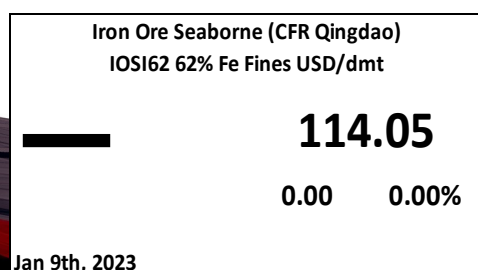 Iron Ore Seaborne (CFR Qingdao)
IOSI62 62% Fe Fines USD/dmt
114.05
0.00 0.00%
Jan 9th, 2023